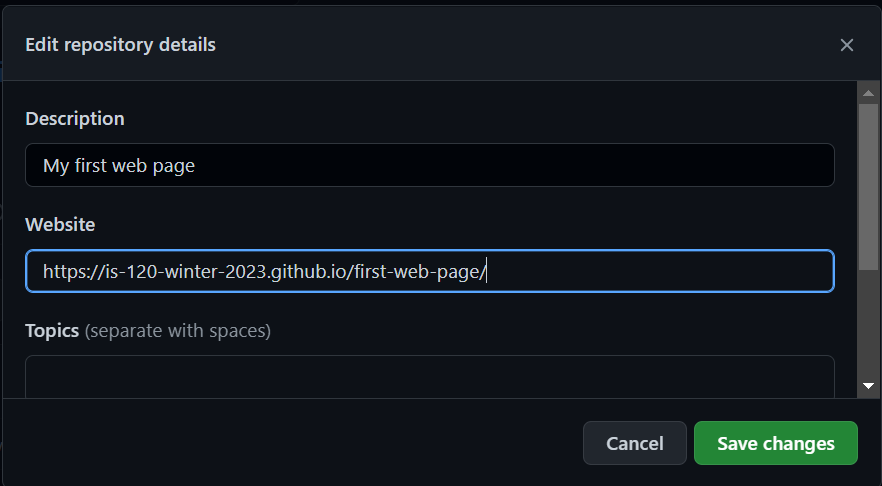 Edit repository details
Description
My first web page
Website
https://is-120-winter-2023.github.io/first-web-page/
Topics (separate with spaces)
Cancel Save changes